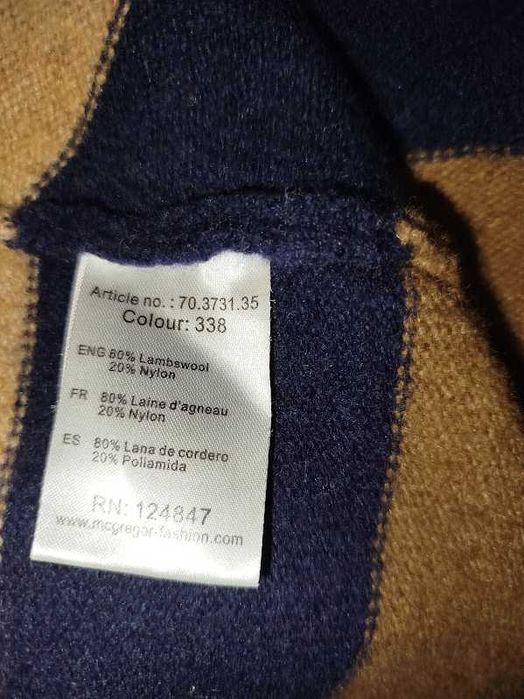 Article no. : 70.3731.35
Colour: 338
ENG 80% Lambswool
20% Nylon
FR 80% Laine d'agneau
20% Nylon
ES 80% Lana de cordero
20% Poliamida
RN: 124847
www.mcgregor-fashion.com